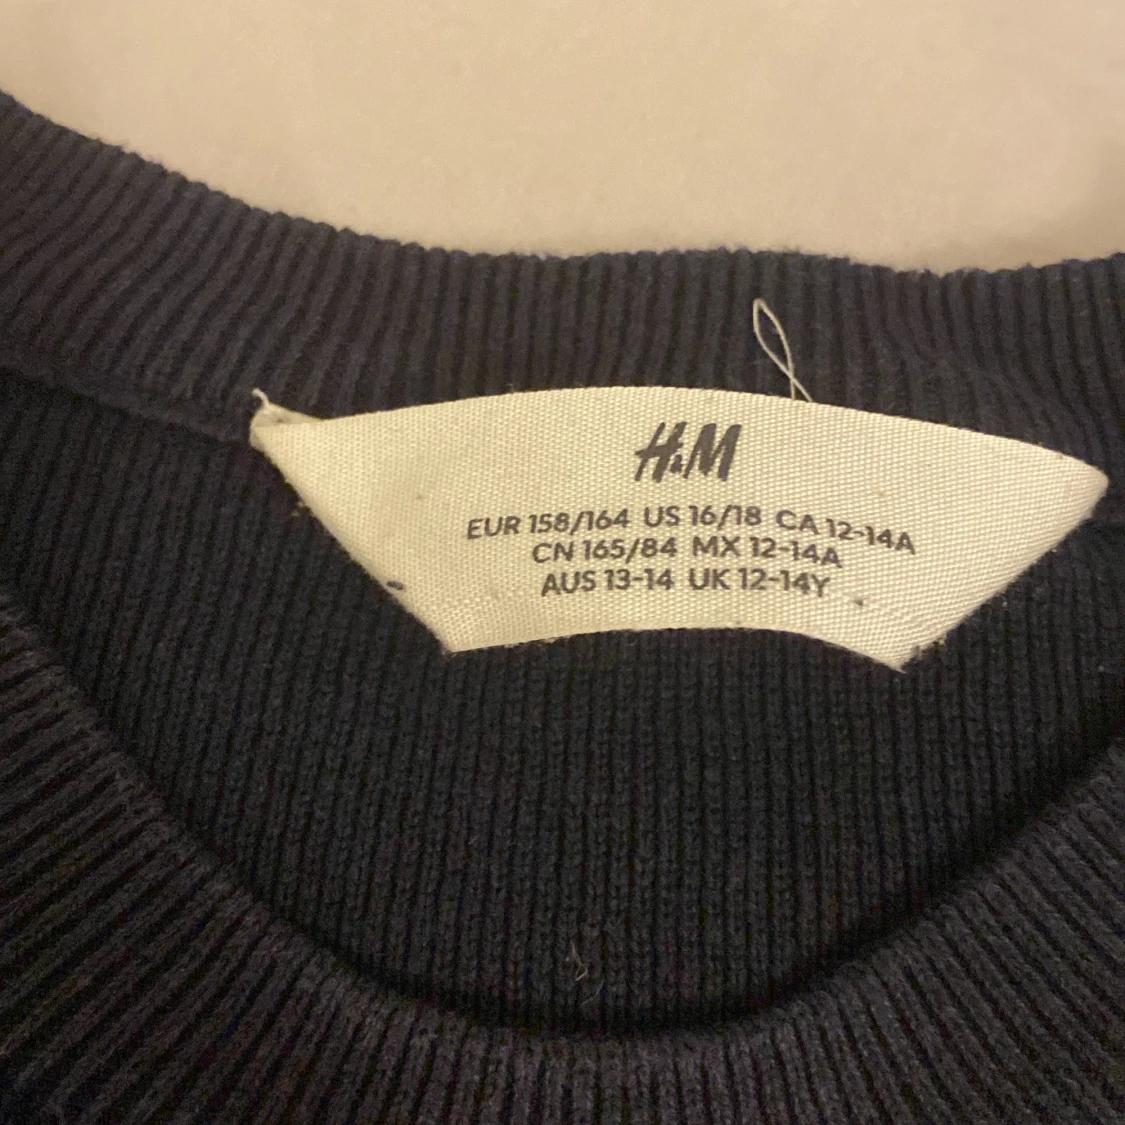 H&M
EUR 158/164 US 16/18 CA 12-14A
CN 165/84 MX 12-14A
AUS 13-14 UK 12-14Y